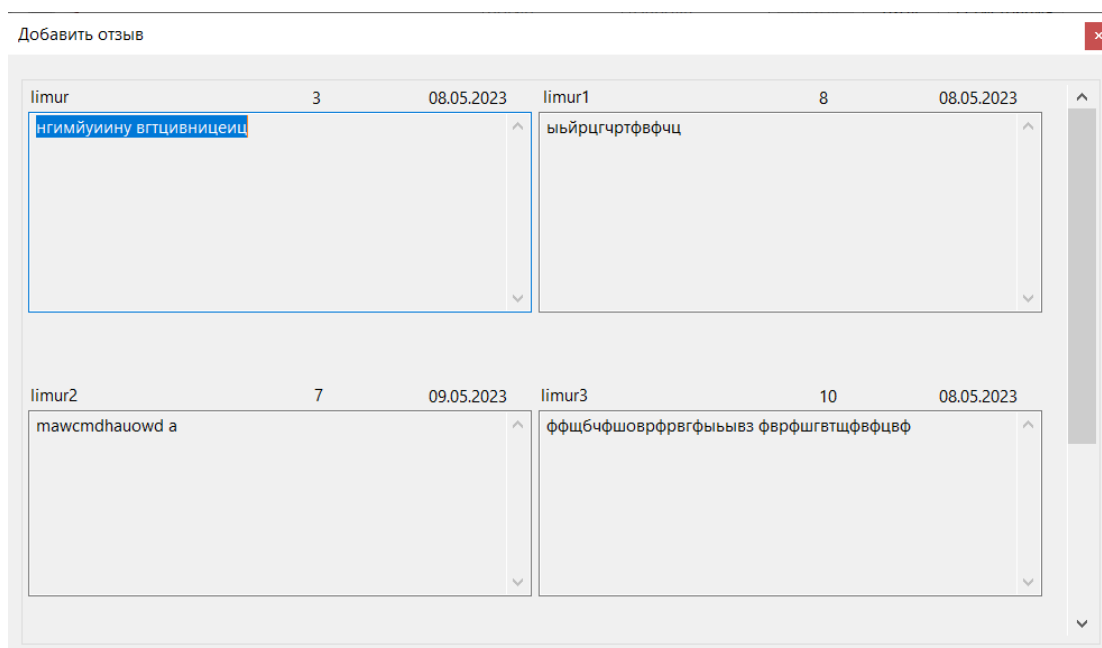 Добавить отзыв
limur 3 08.05.2023 limur1 8 08.05.2023
нгимйуиину вгтцивницеиц ыьйрцгчртфвфчц
limur2 7 09.05.2023 limur3 10 08.05.2023
mawcmdhauowd a ффщбчфшоврфрвгфыьывз фврфшгвтщфвфцвф